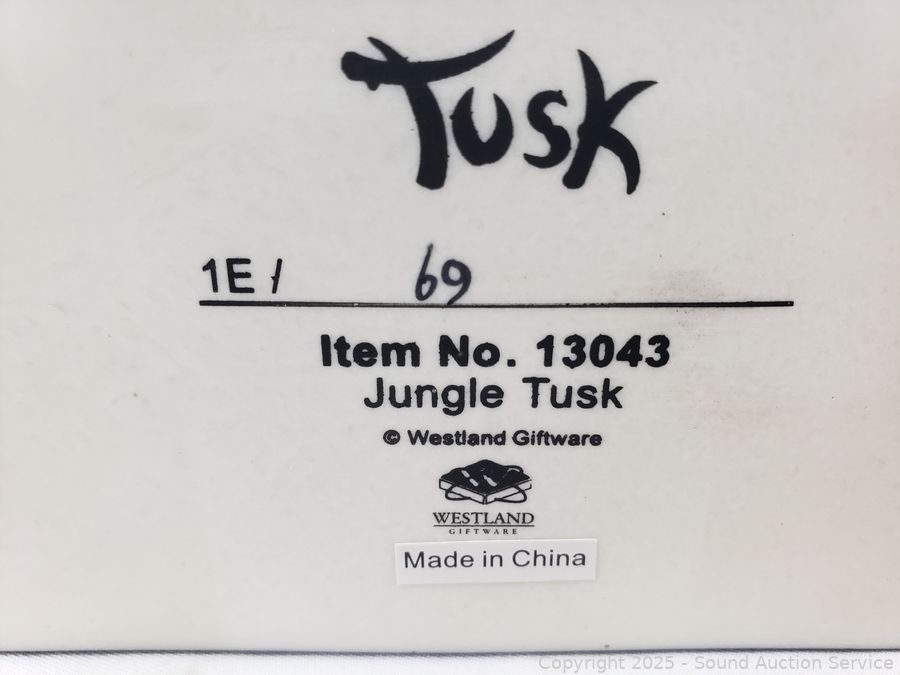 Tusk
1E / 69
Item No. 13043
Jungle Tusk
© Westland Giftware
WESTLAND
GIFTWARE
Made in China
Copyright 2025 - Sound Auction Service